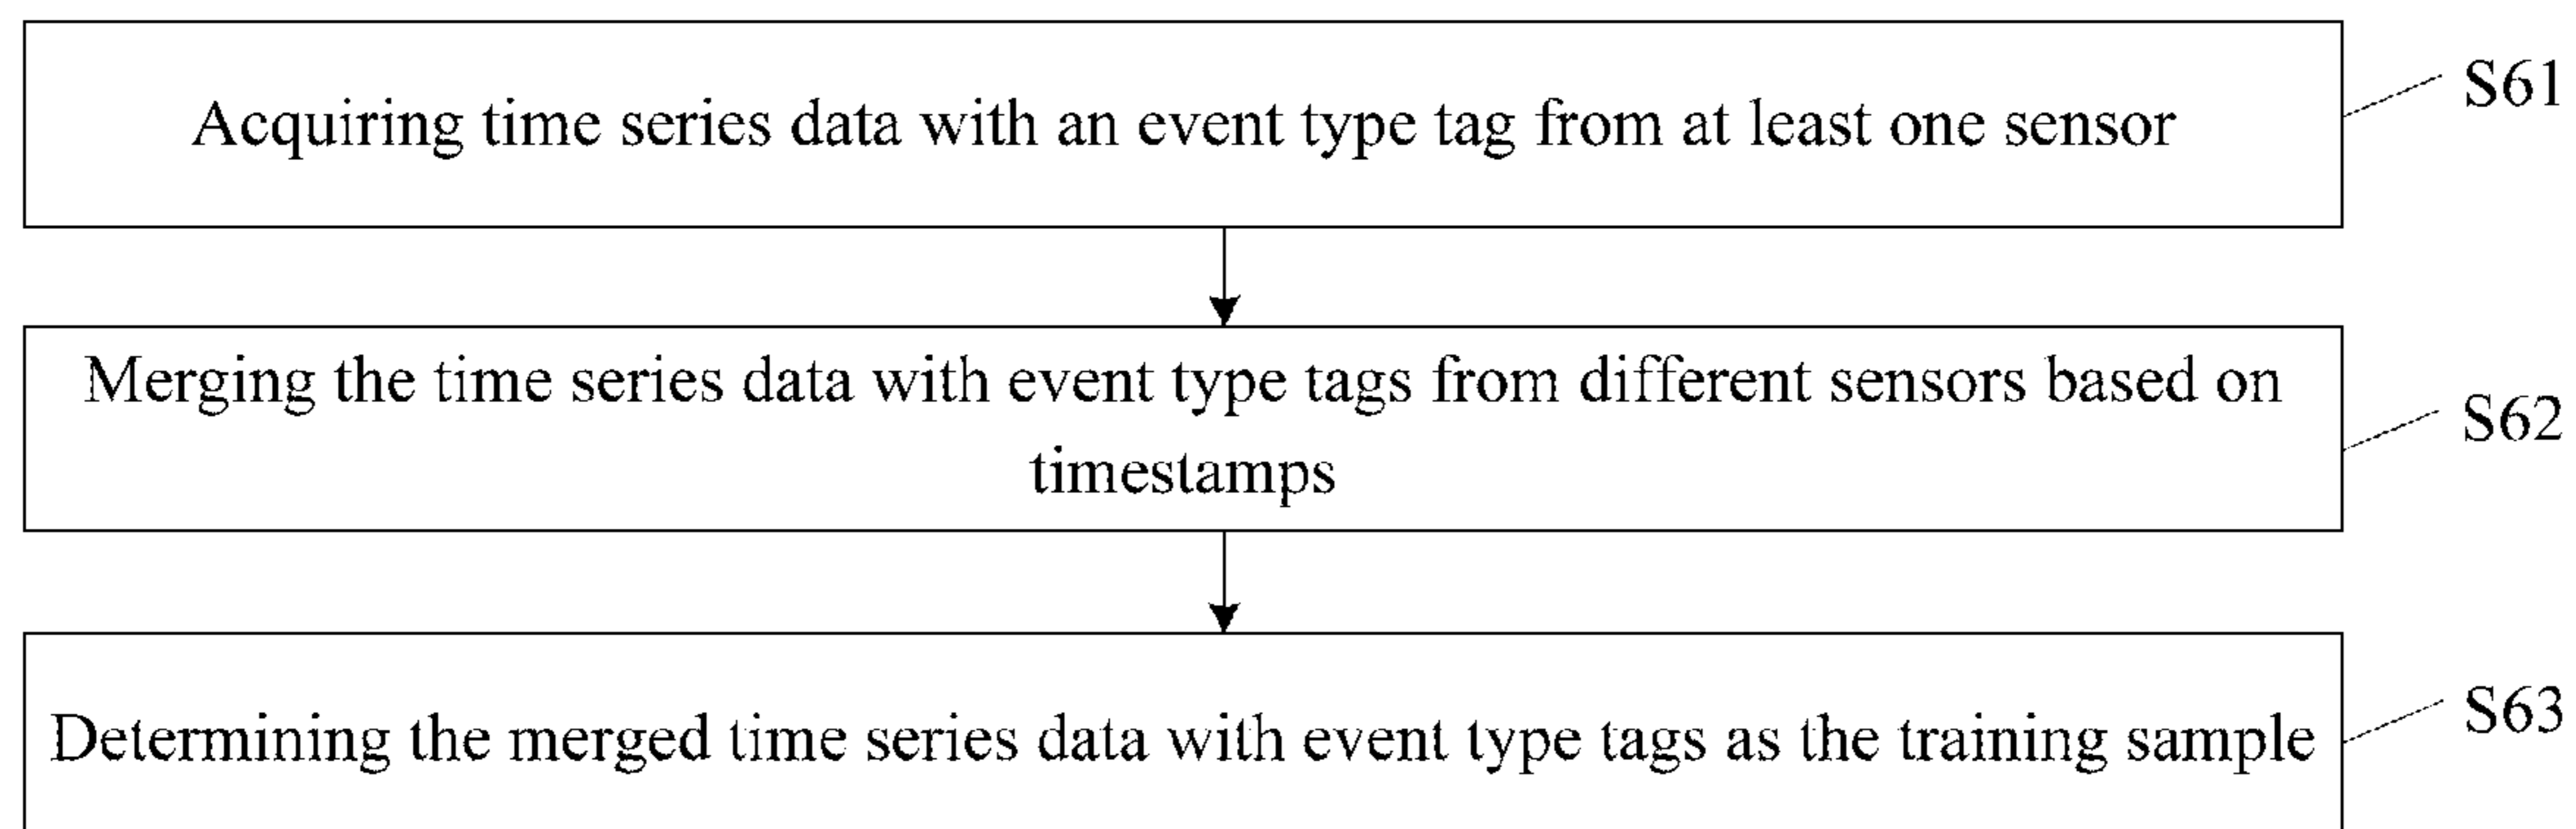 Acquiring time series data with an event type tag from at least one sensor
S61
Merging the time series data with event type tags from different sensors based on
timestamps
S62
Determining the merged time series data with event type tags as the training sample
S63